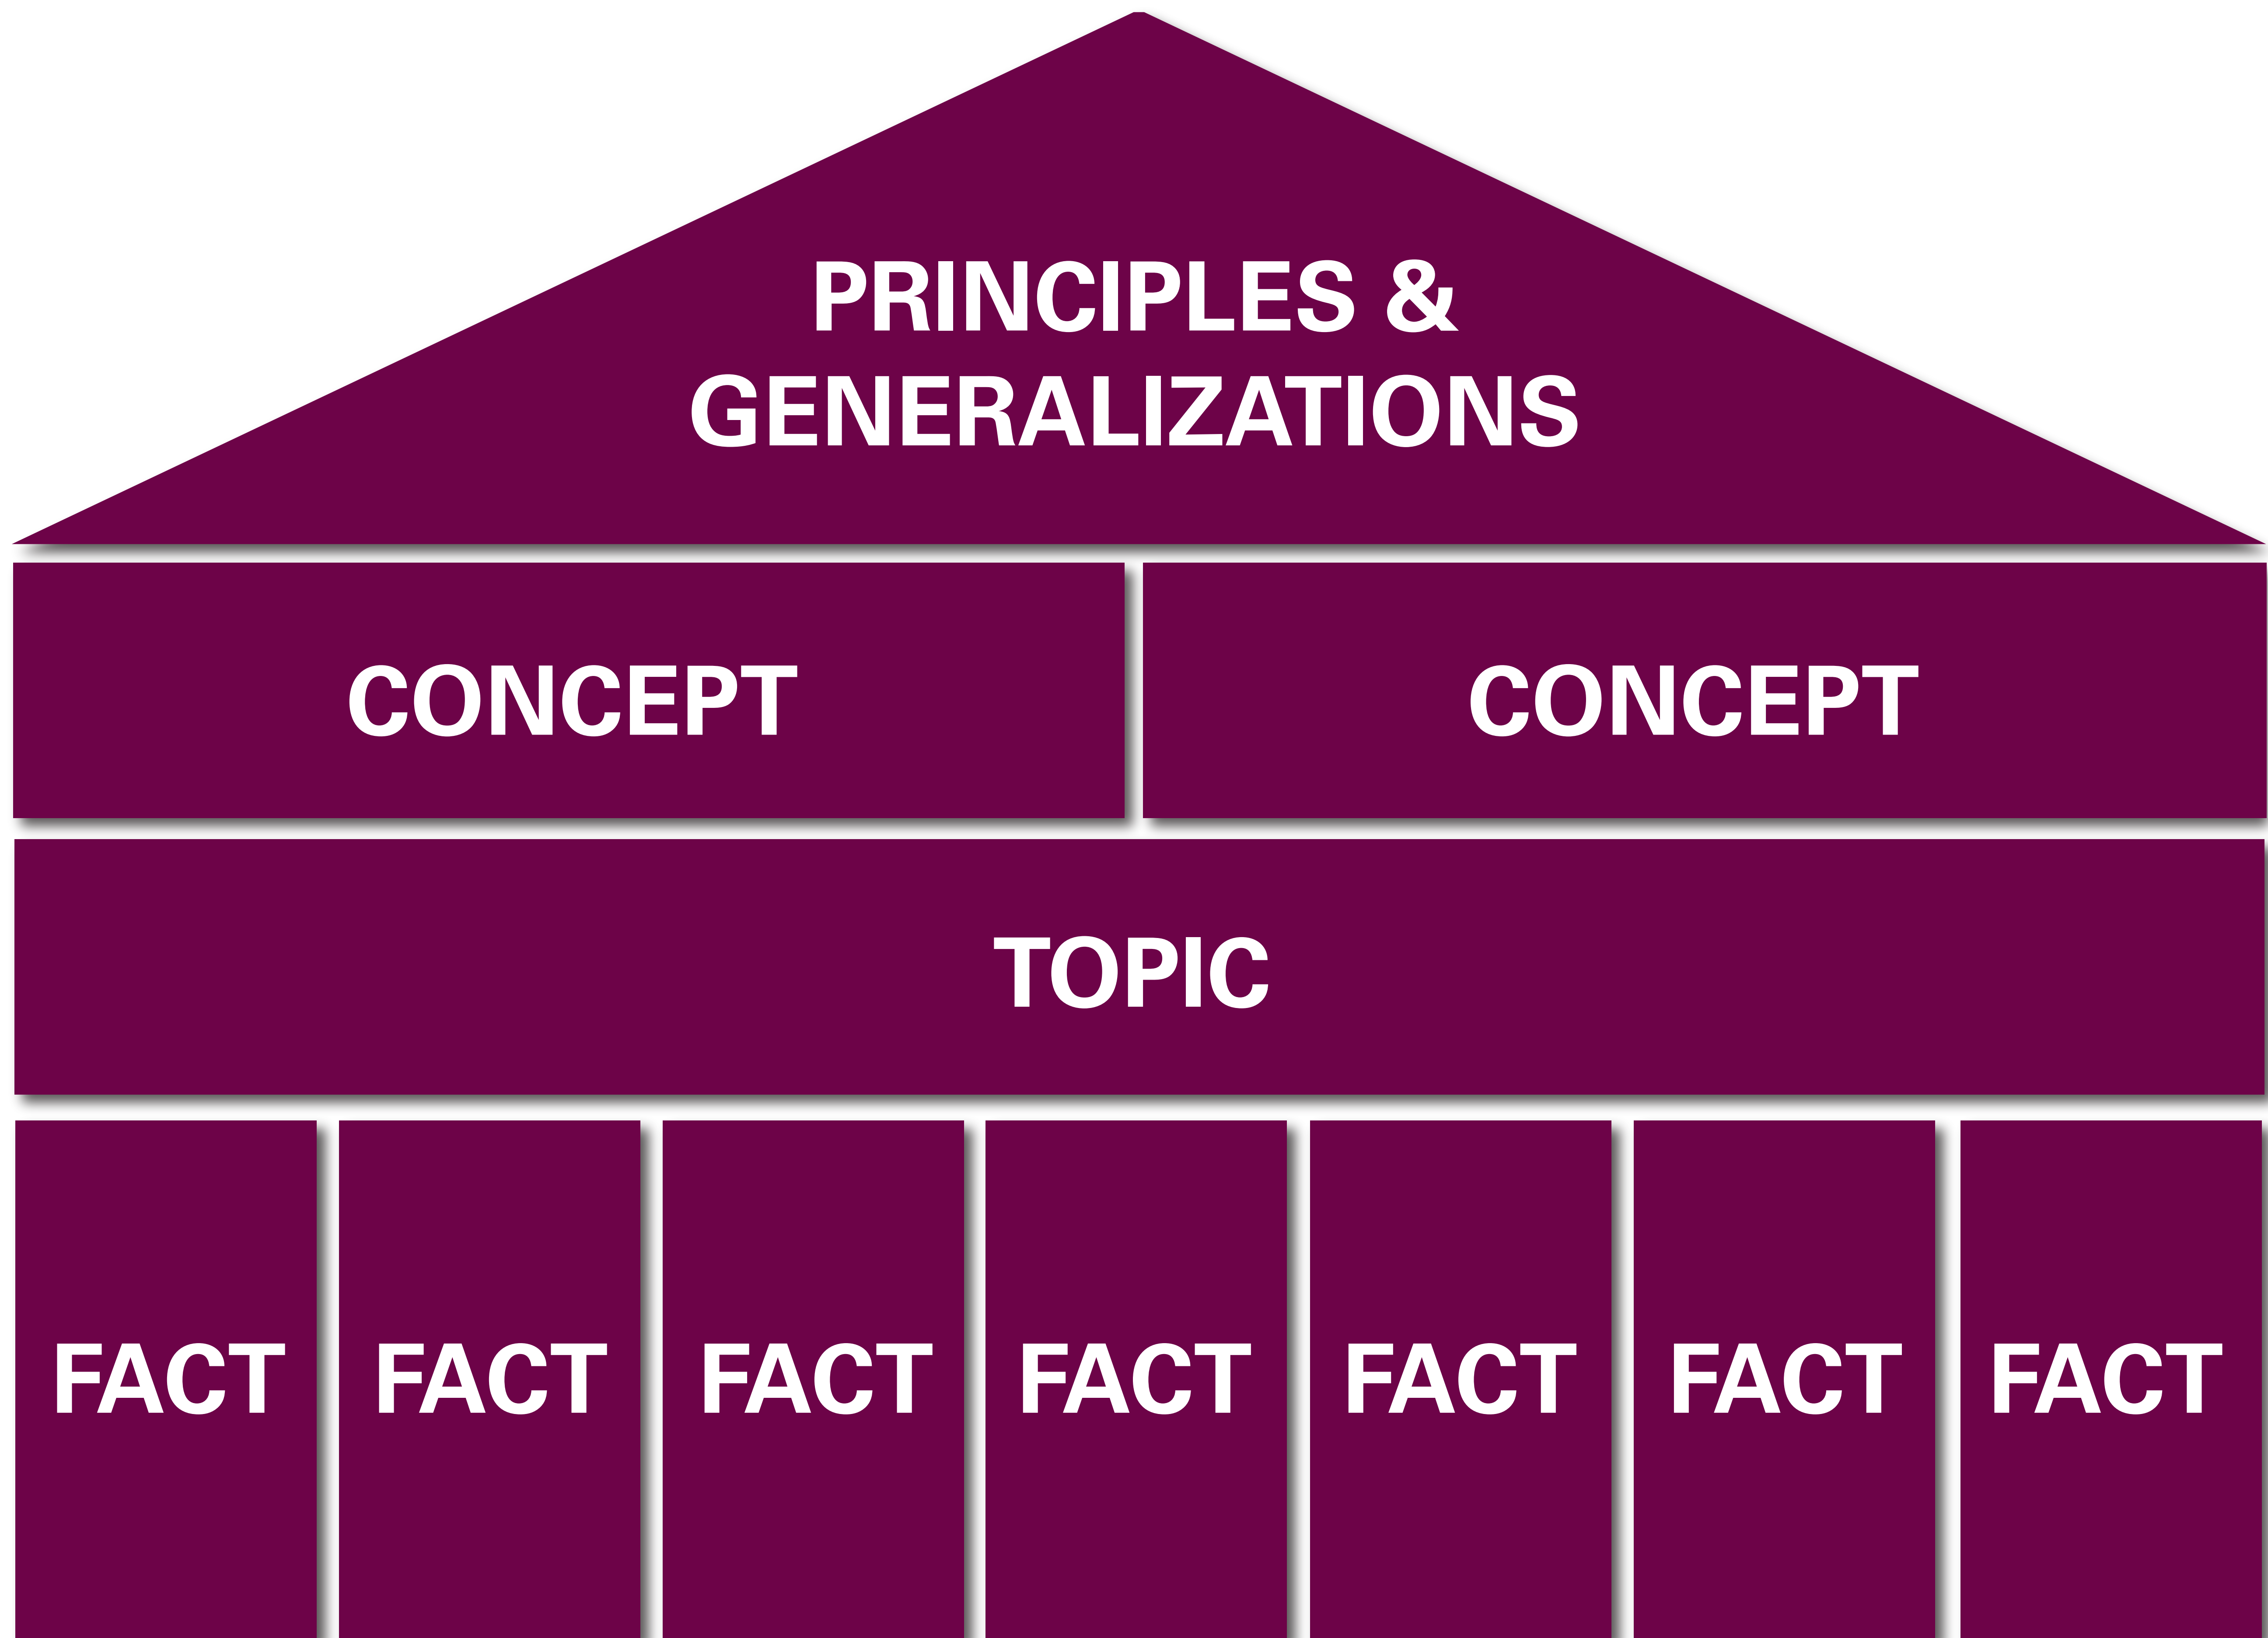 PRINCIPLES &
GENERALIZATIONS
CONCEPT CONCEPT
TOPIC
FACT FACT FACT FACT FACT FACT FACT